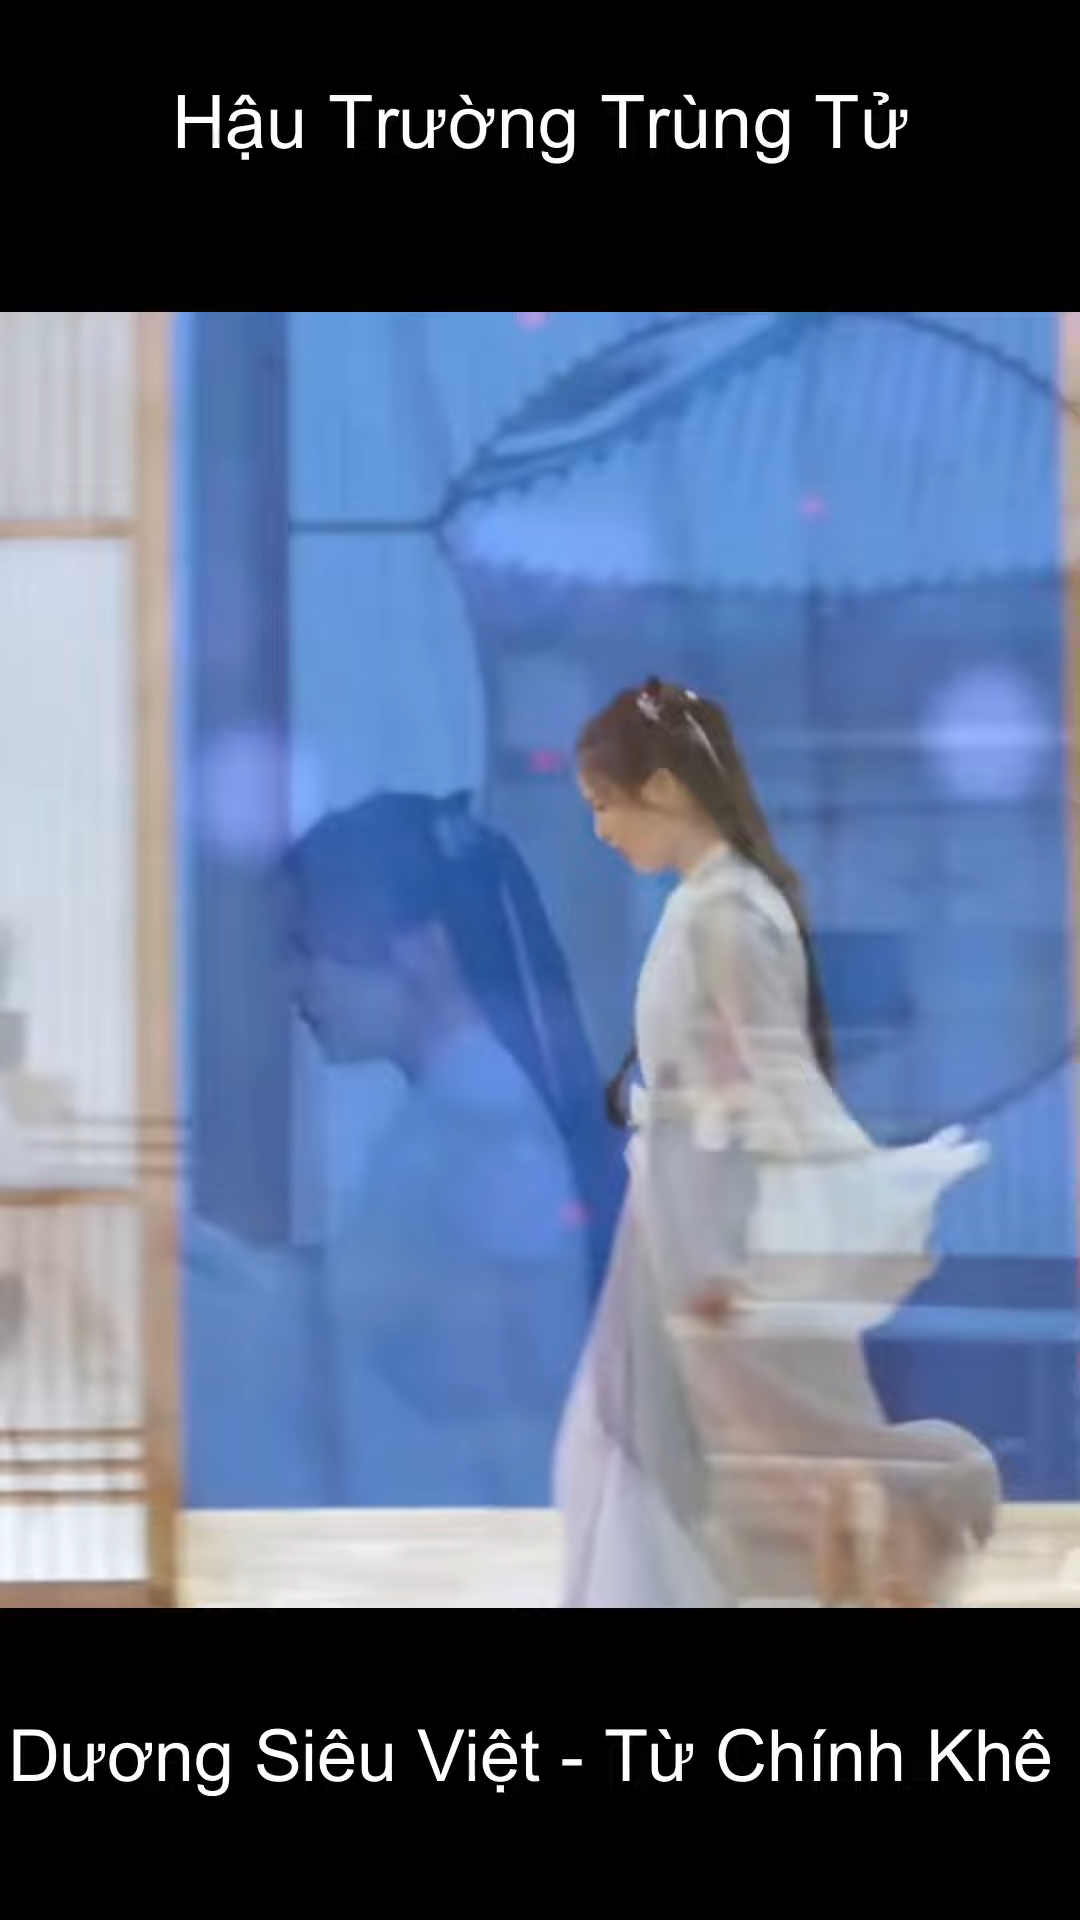 Hậu Trường Trùng Tử
Dương Siêu Việt - Từ Chính Khê